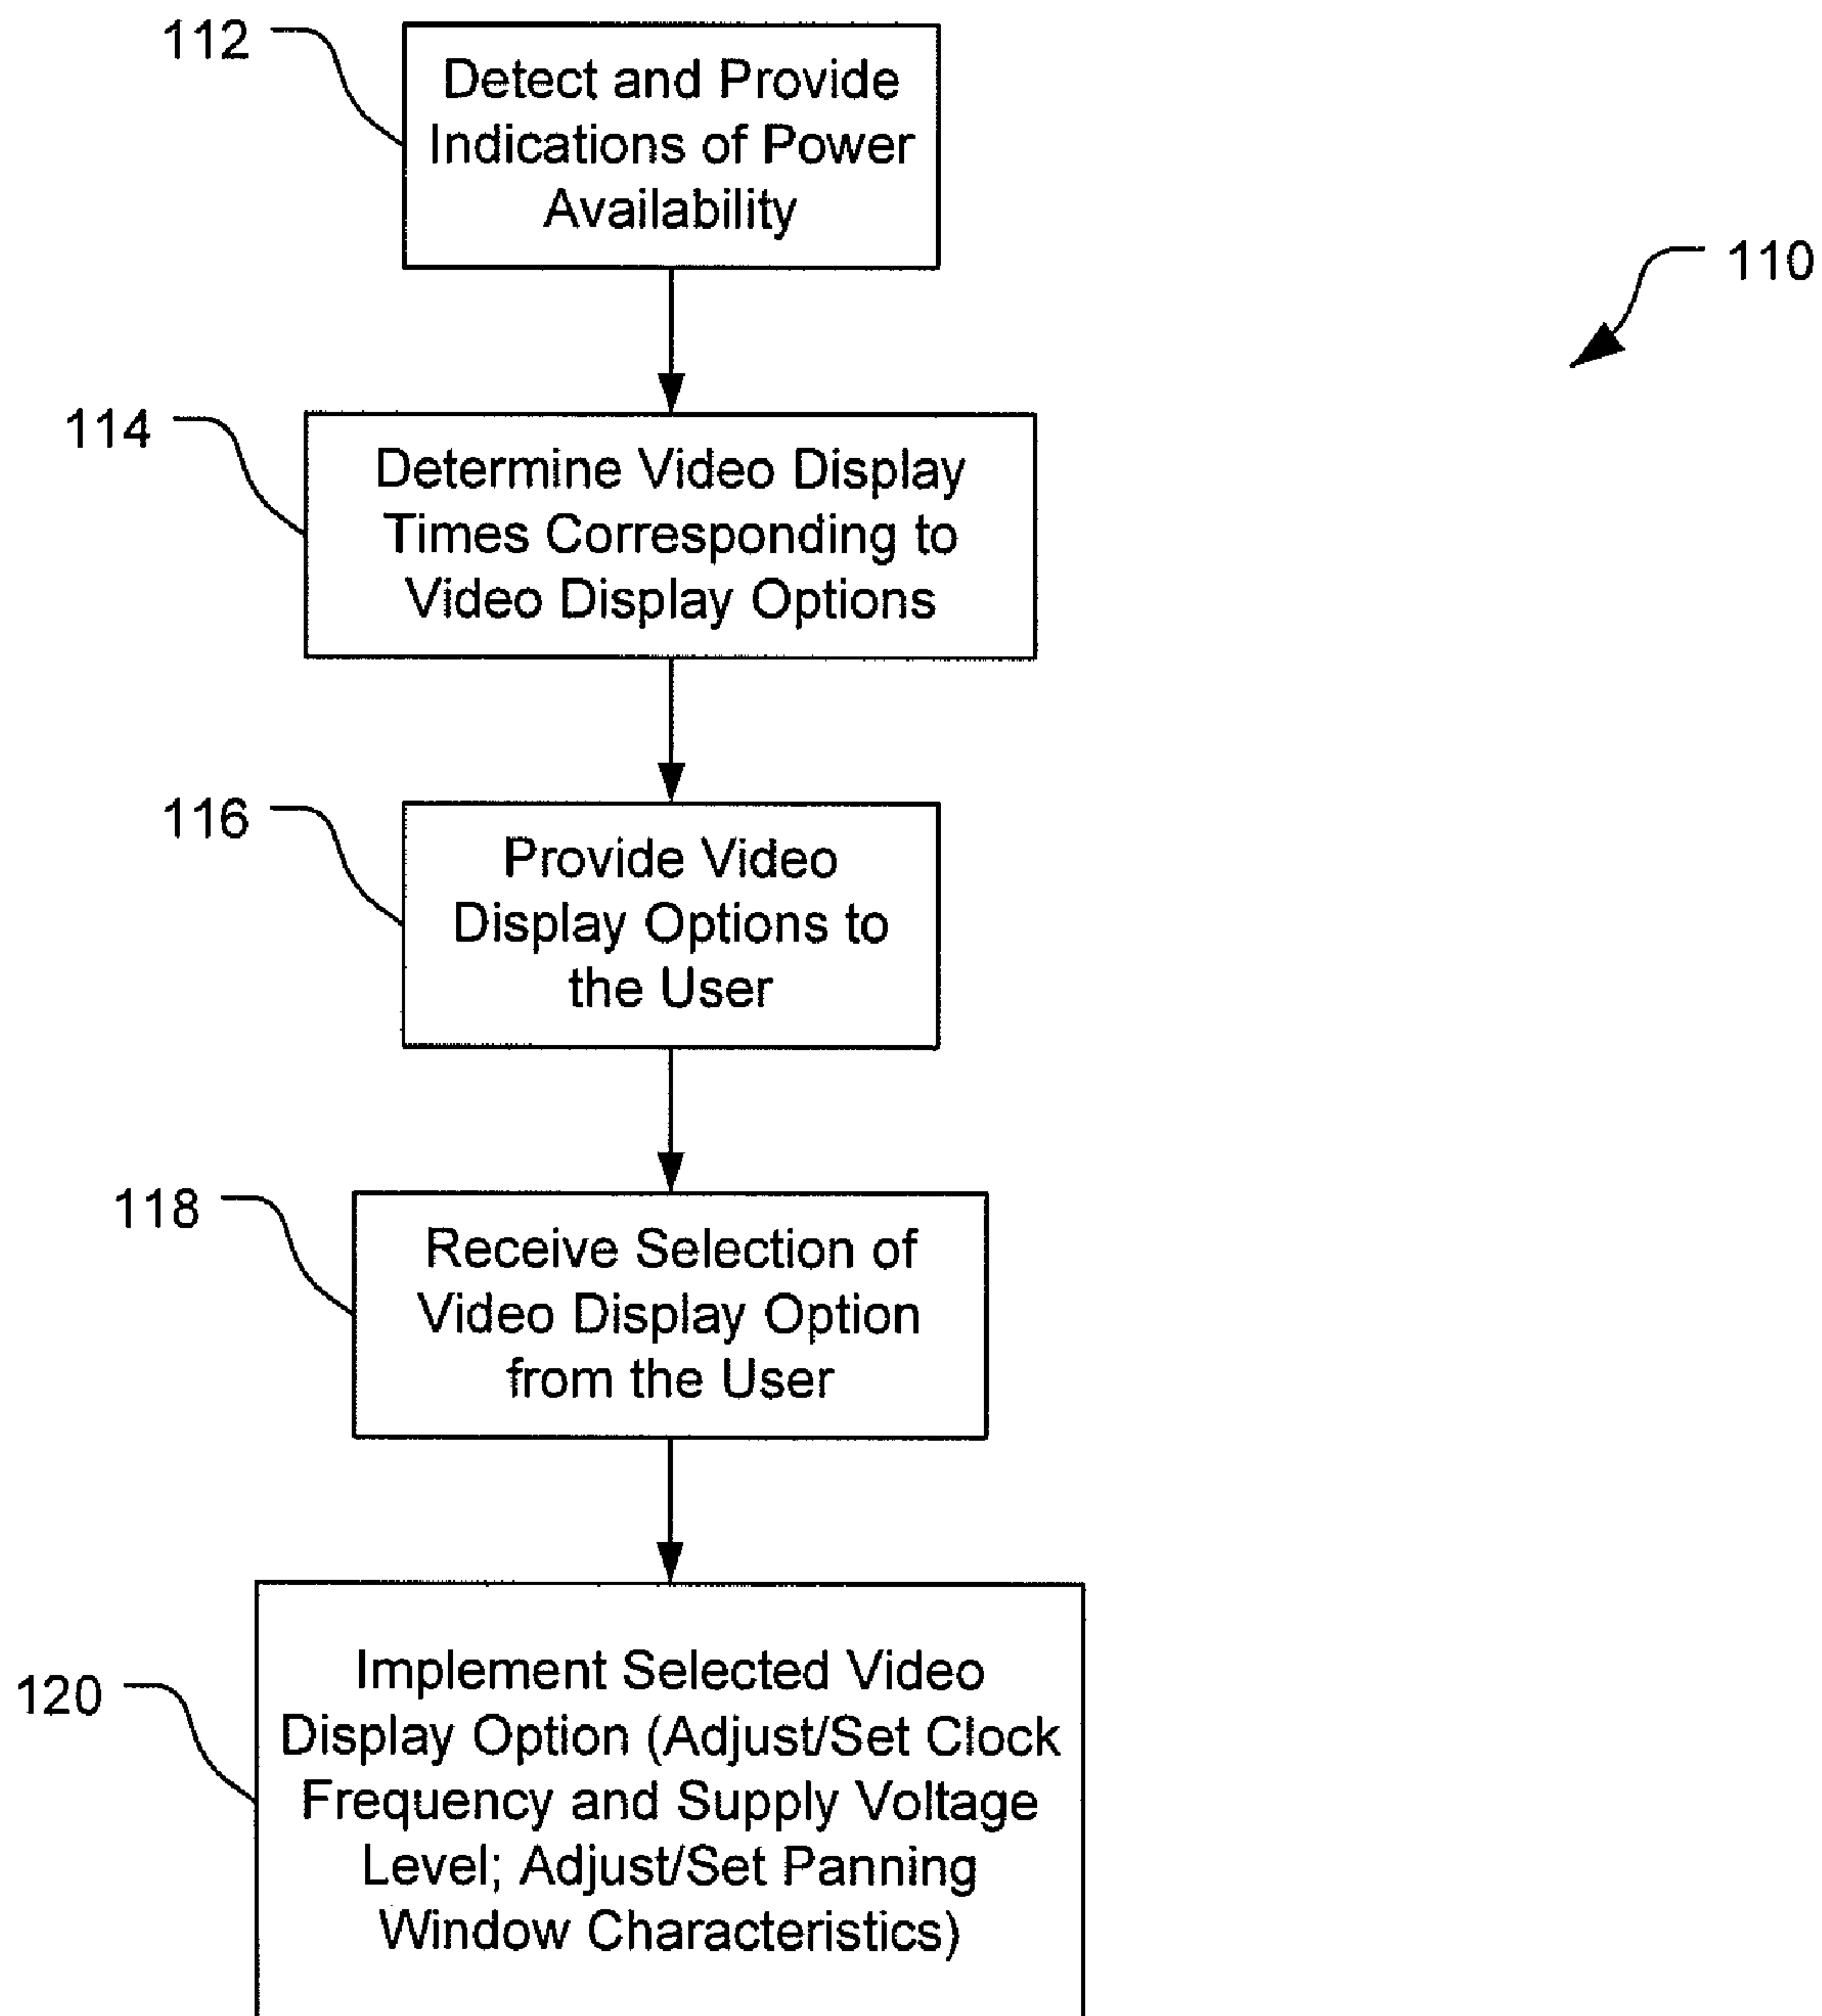 112
Detect and Provide
Indications of Power
Availability
110
114
Determine Video Display
Times Corresponding to
Video Display Options
116
Provide Video
Display Options to
the User
118
Receive Selection of
Video Display Option
from the User
120
Implement Selected Video
Display Option (Adjust/Set Clock
Frequency and Supply Voltage
Level; Adjust/Set Panning
Window Characteristics)